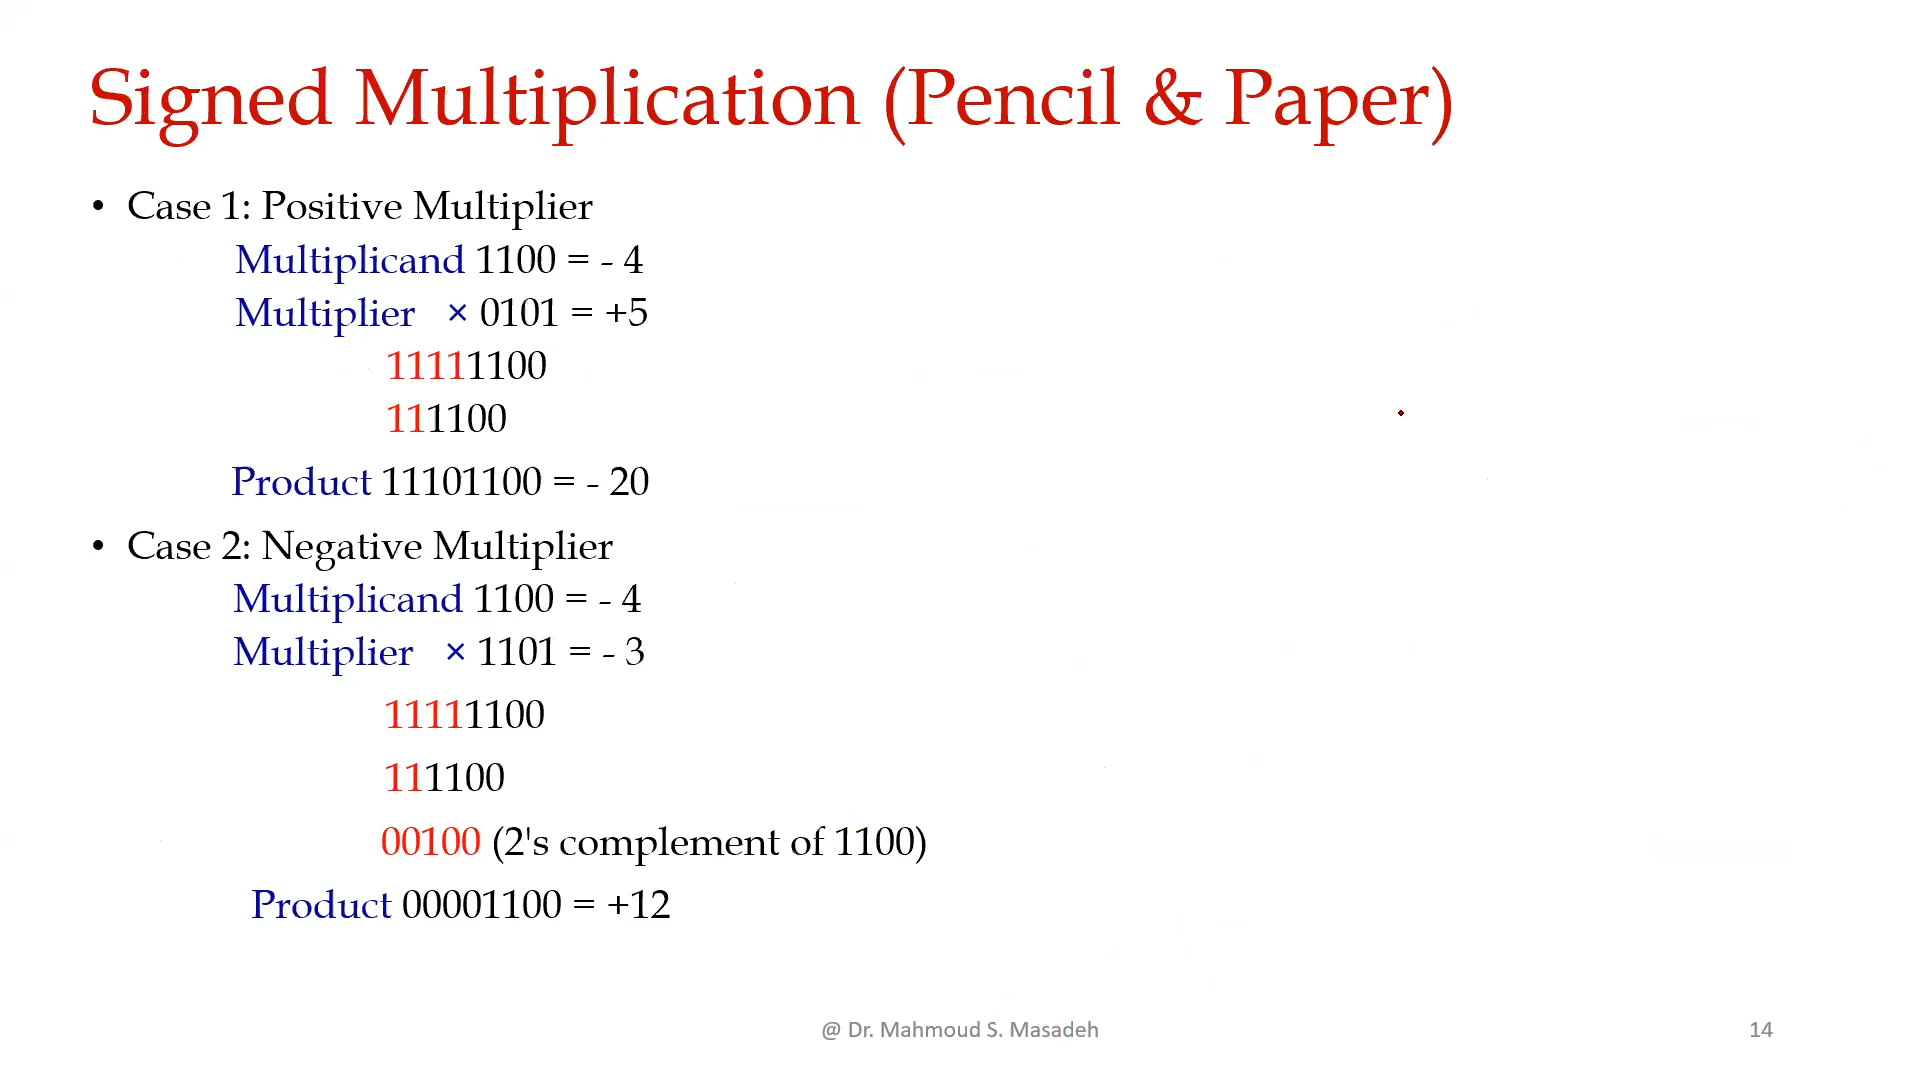 Signed Multiplication (Pencil & Paper)
• Case 1: Positive Multiplier
Multiplicand 1100 = - 4
Multiplier × 0101 = +5
11111100
111100
Product 11101100 = - 20
• Case 2: Negative Multiplier
Multiplicand 1100 = - 4
Multiplier × 1101 = - 3
11111100
111100
00100 (2's complement of 1100)
Product 00001100 = +12
@ Dr. Mahmoud S. Masadeh
14